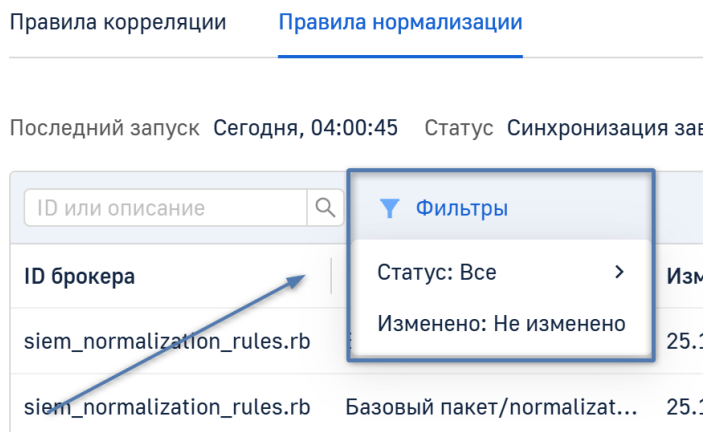 Правила корреляции Правила нормализации
Последний запуск Сегодня, 04:00:45 Статус Синхронизация
ID или описание Фильтры
ID брокера Статус: Все
Изменено: Не изменено
siem_normalization_rules.rb
siem_normalization_rules.rb Базовый пакет/normalizat...